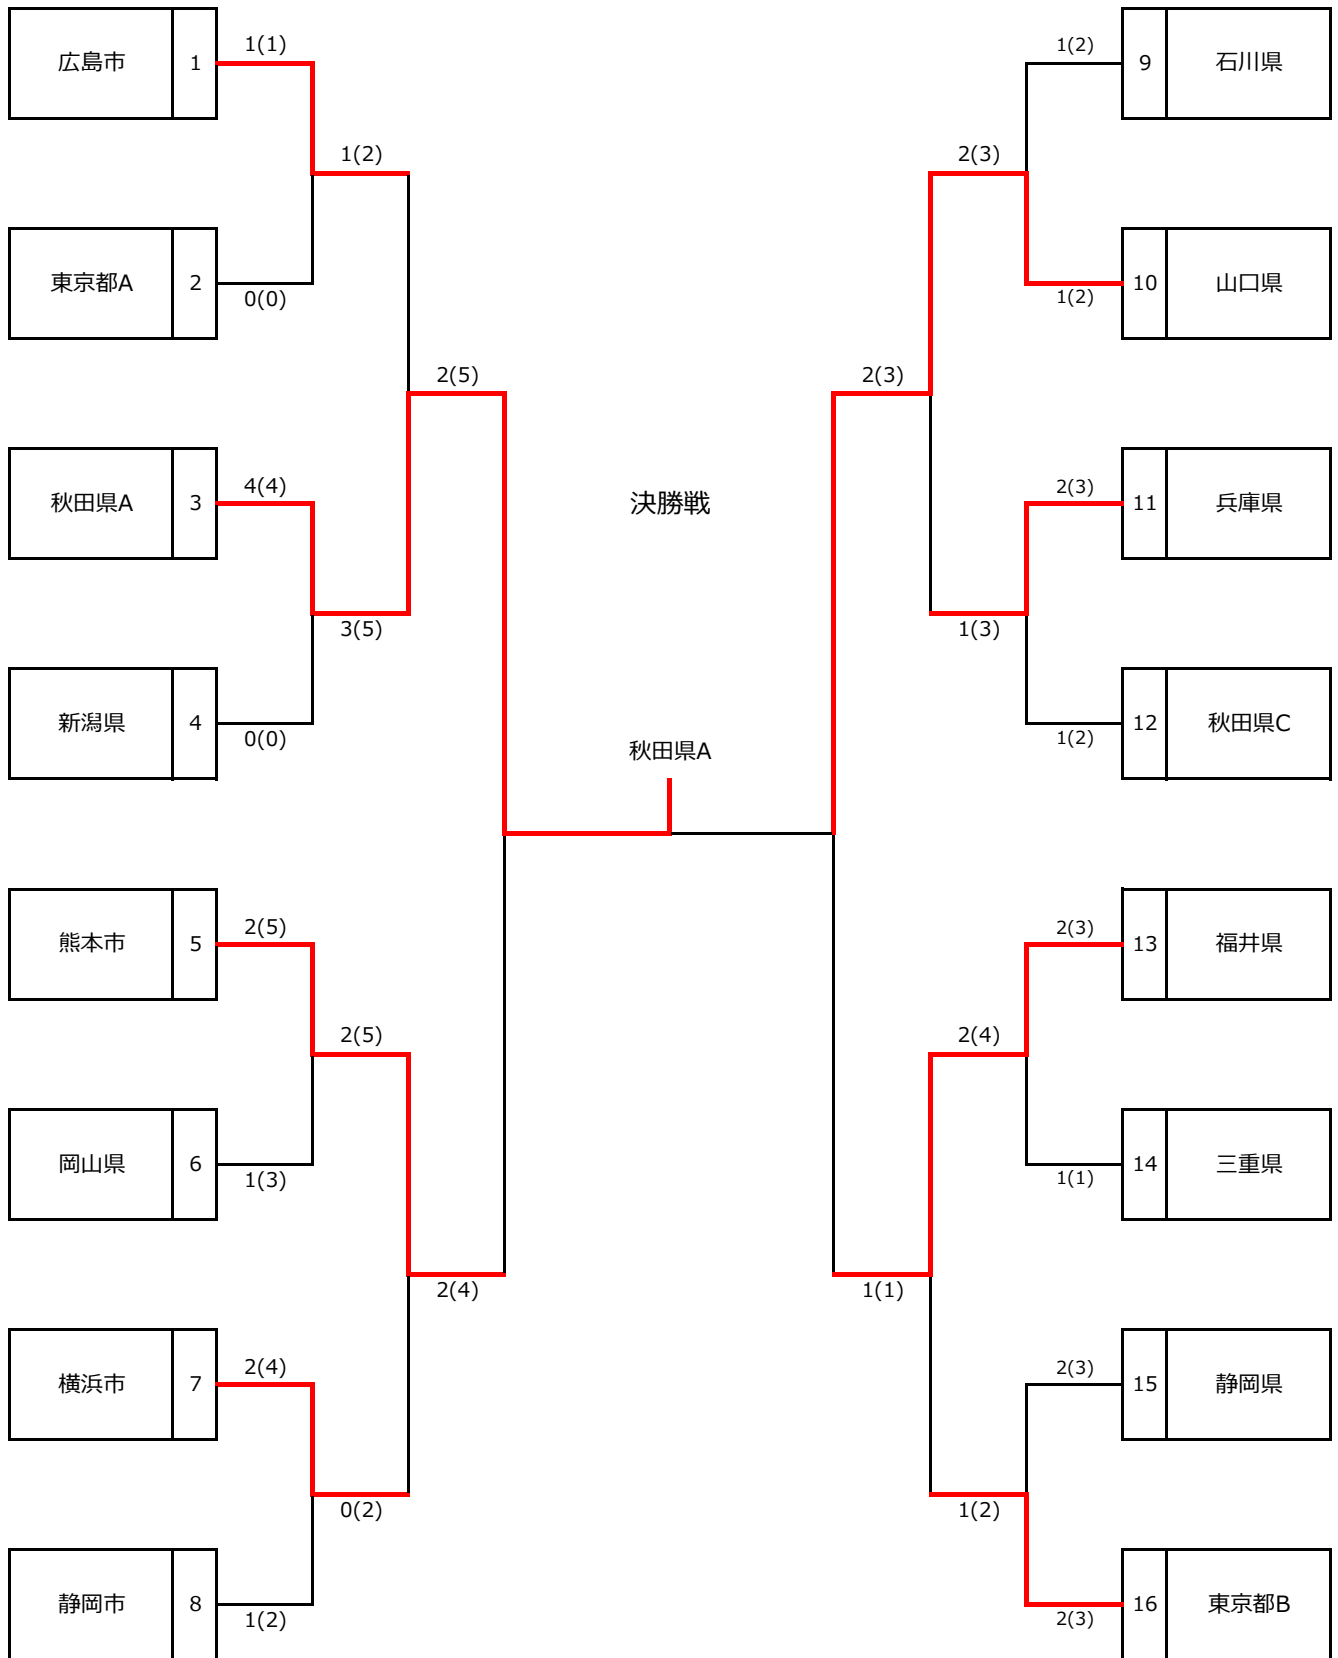 広島市 1 1(1)
1(2)
東京都A 2 0(0)
2(5)
秋田県A 3 4(4)
3(5)
新潟県 4 0(0)
熊本市 5 2(5)
2(5)
岡山県 6 1(3)
2(4)
横浜市 7 2(4)
0(2)
静岡市 8 1(2)
決勝戦
秋田県A
1(2) 9 石川県
2(3)
1(2) 10 山口県
2(3)
2(3) 11 兵庫県
1(3)
1(2) 12 秋田県C
2(3) 13 福井県
2(4)
1(1) 14 三重県
1(1)
2(3) 15 静岡県
1(2)
2(3) 16 東京都B